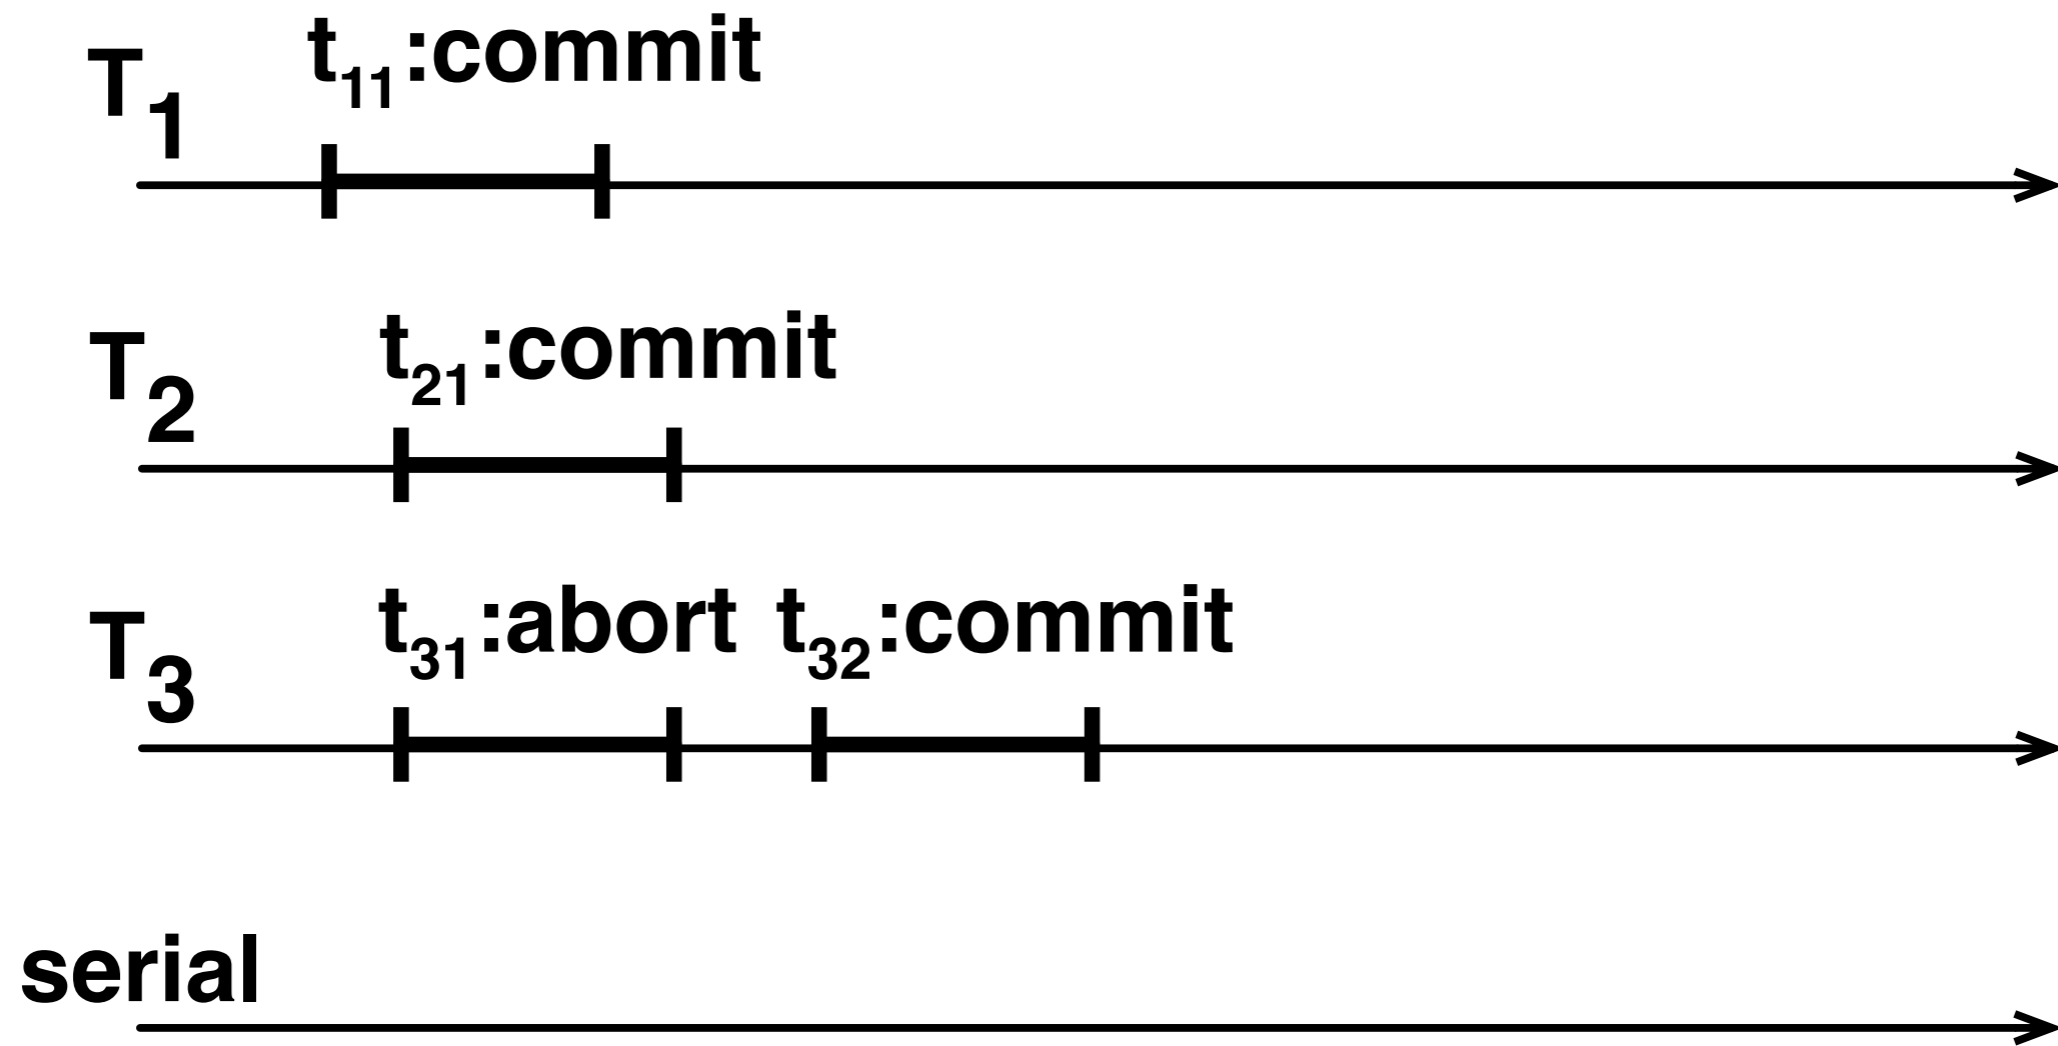 T1 t11:commit
T2 t21:commit
T3 t31:abort t32:commit
serial